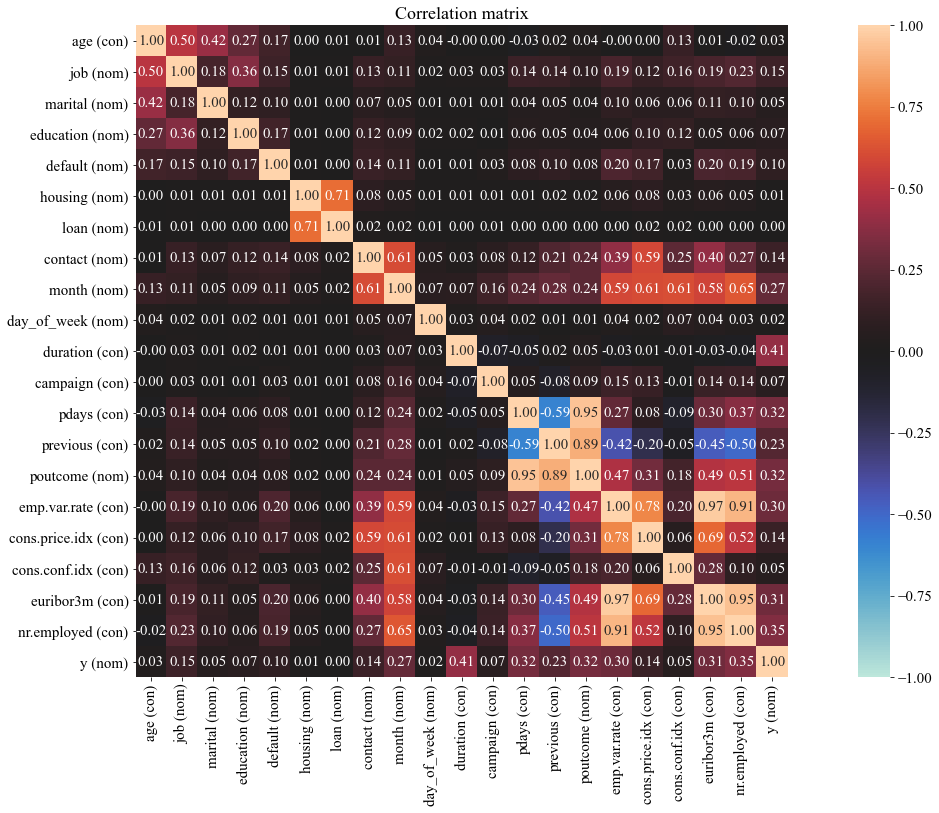 Correlation matrix
age (con) 1.00 0.50 0.42 0.27 0.17 0.00 0.01 0.01 0.13 0.04 -0.00 0.00 -0.03 0.02 0.04 -0.00 0.00 0.13 0.01 -0.02 0.03
job (nom) 0.50 1.00 0.18 0.36 0.15 0.01 0.01 0.13 0.11 0.02 0.03 0.03 0.14 0.14 0.10 0.19 0.12 0.16 0.19 0.23 0.15
marital (nom) 0.42 0.18 1.00 0.12 0.10 0.01 0.00 0.07 0.05 0.01 0.01 0.01 0.04 0.05 0.04 0.10 0.06 0.06 0.11 0.10 0.05
education (nom) 0.27 0.36 0.12 1.00 0.17 0.01 0.00 0.12 0.09 0.02 0.02 0.01 0.06 0.05 0.04 0.06 0.10 0.12 0.05 0.06 0.07
default (nom) 0.17 0.15 0.10 0.17 1.00 0.01 0.00 0.14 0.11 0.01 0.01 0.03 0.08 0.10 0.08 0.20 0.17 0.03 0.20 0.19 0.10
housing (nom) 0.00 0.01 0.01 0.01 0.01 1.00 0.71 0.08 0.05 0.01 0.01 0.01 0.01 0.02 0.02 0.06 0.08 0.03 0.06 0.05 0.01
loan (nom) 0.01 0.01 0.00 0.00 0.00 0.71 1.00 0.02 0.02 0.01 0.00 0.01 0.00 0.00 0.00 0.00 0.02 0.02 0.00 0.00 0.00
contact (nom) 0.01 0.13 0.07 0.12 0.14 0.08 0.02 1.00 0.61 0.05 0.03 0.08 0.12 0.21 0.24 0.39 0.59 0.25 0.40 0.27 0.14
month (nom) 0.13 0.11 0.05 0.09 0.11 0.05 0.02 0.61 1.00 0.07 0.07 0.16 0.24 0.28 0.24 0.59 0.61 0.61 0.58 0.65 0.27
day_of_week (nom) 0.04 0.02 0.01 0.02 0.01 0.01 0.01 0.05 0.07 1.00 0.03 0.04 0.02 0.01 0.01 0.04 0.02 0.07 0.04 0.03 0.02
duration (con) -0.00 0.03 0.01 0.02 0.01 0.01 0.00 0.03 0.07 0.03 1.00 -0.07 -0.05 0.02 0.05 -0.03 0.01 -0.01 -0.03 -0.04 0.41
campaign (con) 0.00 0.03 0.01 0.01 0.03 0.01 0.01 0.08 0.16 0.04 -0.07 1.00 0.05 -0.08 0.09 0.15 0.13 -0.01 0.14 0.14 0.07
pdays (con) -0.03 0.14 0.04 0.06 0.08 0.01 0.00 0.12 0.24 0.02 -0.05 0.05 1.00 -0.59 0.95 0.27 0.08 -0.09 0.30 0.37 0.32
previous (con) 0.02 0.14 0.05 0.05 0.10 0.02 0.00 0.21 0.28 0.01 0.02 -0.08 -0.59 1.00 0.89 -0.42 -0.20 -0.05 -0.45 -0.50 0.23
poutcome (nom) 0.04 0.10 0.04 0.04 0.08 0.02 0.00 0.24 0.24 0.01 0.05 0.09 0.95 0.89 1.00 0.47 0.31 0.18 0.49 0.51 0.32
emp.var.rate (con) -0.00 0.19 0.10 0.06 0.20 0.06 0.00 0.39 0.59 0.04 -0.03 0.15 0.27 -0.42 0.47 1.00 0.78 0.20 0.97 0.91 0.30
cons.price.idx (con) 0.00 0.12 0.06 0.10 0.17 0.08 0.02 0.59 0.61 0.02 0.01 0.13 0.08 -0.20 0.31 0.78 1.00 0.06 0.69 0.52 0.14
cons.conf.idx (con) 0.13 0.16 0.06 0.12 0.03 0.03 0.02 0.25 0.61 0.07 -0.01 -0.01 -0.09 -0.05 0.18 0.20 0.06 1.00 0.28 0.10 0.05
euribor3m (con) 0.01 0.19 0.11 0.05 0.20 0.06 0.00 0.40 0.58 0.04 -0.03 0.14 0.30 -0.45 0.49 0.97 0.69 0.28 1.00 0.95 0.31
nr.employed (con) -0.02 0.23 0.10 0.06 0.19 0.05 0.00 0.27 0.65 0.03 -0.04 0.14 0.37 -0.50 0.51 0.91 0.52 0.10 0.95 1.00 0.35
y (nom) 0.03 0.15 0.05 0.07 0.10 0.01 0.00 0.14 0.27 0.02 0.41 0.07 0.32 0.23 0.32 0.30 0.14 0.05 0.31 0.35 1.00
age (con)
job (nom)
marital (nom)
education (nom)
default (nom)
housing (nom)
loan (nom)
contact (nom)
month (nom)
day_of_week (nom)
duration (con)
campaign (con)
pdays (con)
previous (con)
poutcome (nom)
emp.var.rate (con)
cons.price.idx (con)
cons.conf.idx (con)
euribor3m (con)
nr.employed (con)
y (nom)
1.00
0.75
0.50
0.25
0.00
−0.25
−0.50
−0.75
−1.00